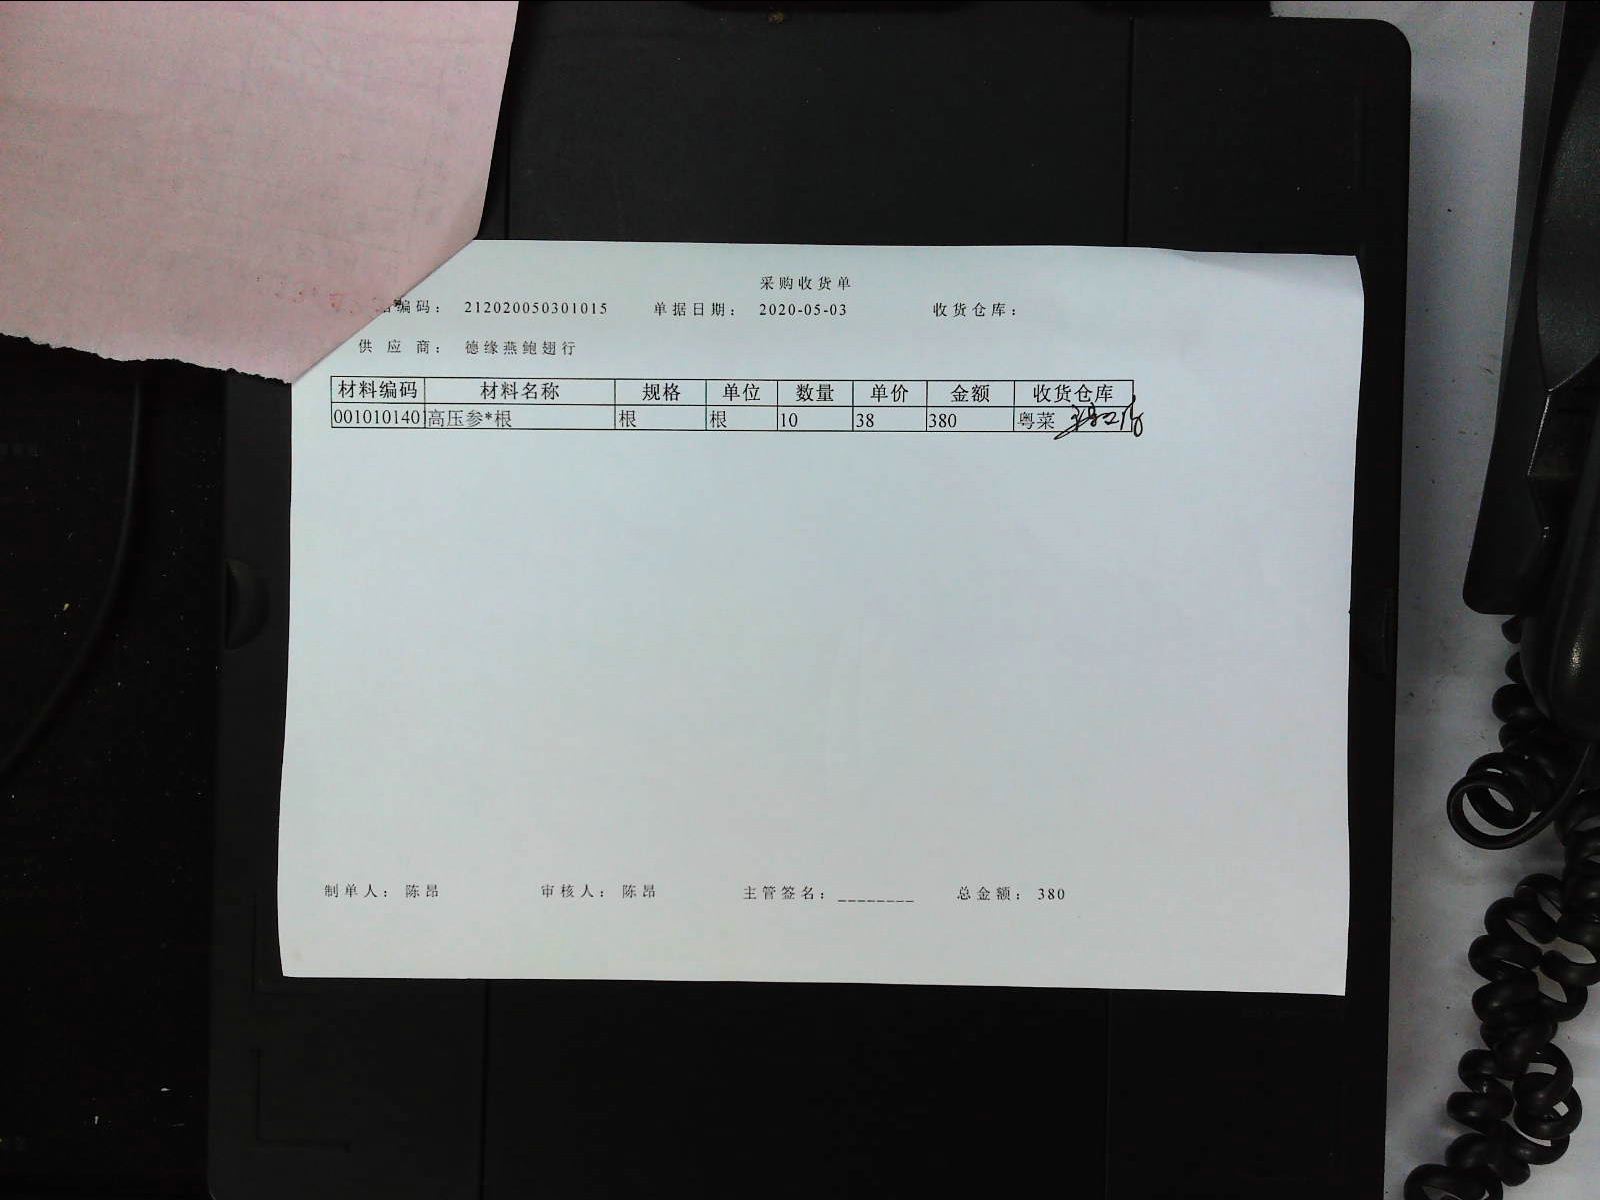 采购收货单
编码： 212020050301015 单据日期： 2020-05-03 收货仓库：
供应商： 德缘燕鲍翅行
材料编码 材料名称 规格 单位 数量 单价 金额 收货仓库
001010140 高压参*根 根 根 10 38 380 粤菜
制单人： 陈昂 审核人： 陈昂 主管签名：________ 总金额： 380